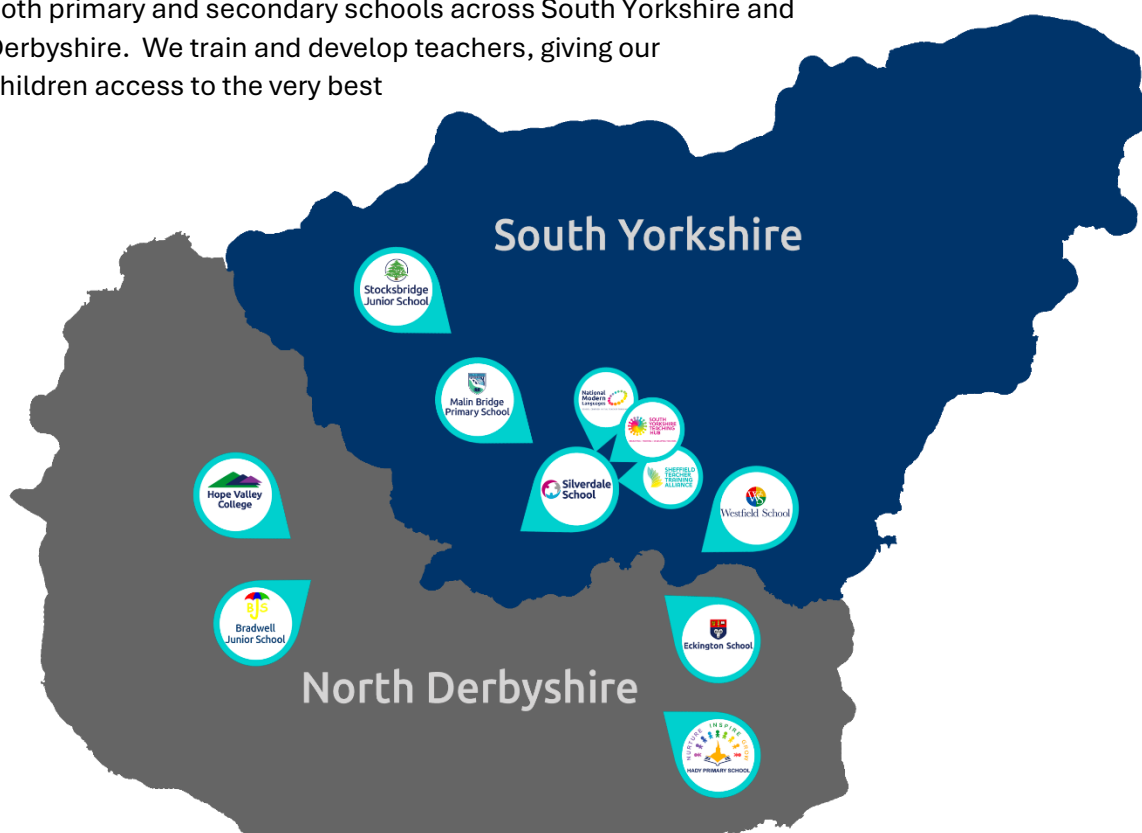 both primary and secondary schools across South Yorkshire and
Derbyshire.  We train and develop teachers, giving our
children access to the very best
South Yorkshire
Stocksbridge
Junior School
Malin Bridge
Primary School
National
Modern
Languages
SOUTH
YORKSHIRE
TEACHING
HUB
Silverdale
School
SHEFFIELD
TEACHER
TRAINING
ALLIANCE
WS
Westfield School
Hope Valley
College
BJS
Bradwell
Junior School
Eckington School
North Derbyshire
NURTURE INSPIRE GROW
HADY PRIMARY SCHOOL